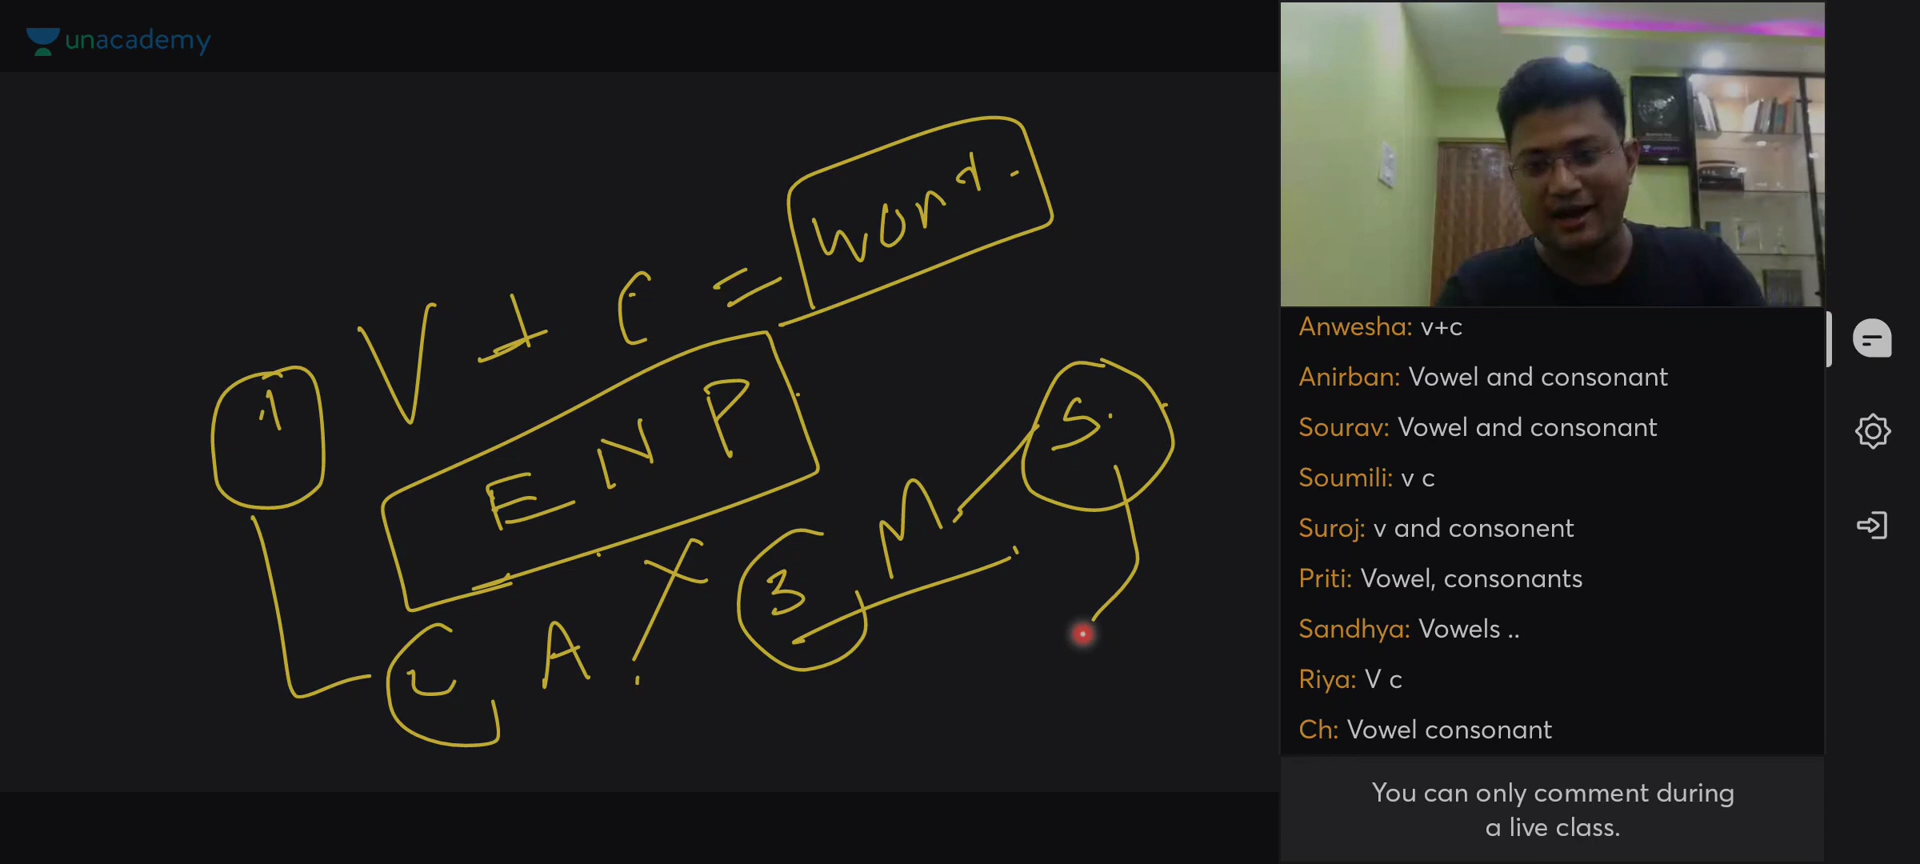 unacademy
V + C = word.
1
E N P
S.
2 A X 3 M
Anwesha: v+c
Anirban: Vowel and consonant
Sourav: Vowel and consonant
Soumili: v c
Suroj: v and consonent
Priti: Vowel, consonants
Sandhya: Vowels ..
Riya: V c
Ch: Vowel consonant
You can only comment during
a live class.